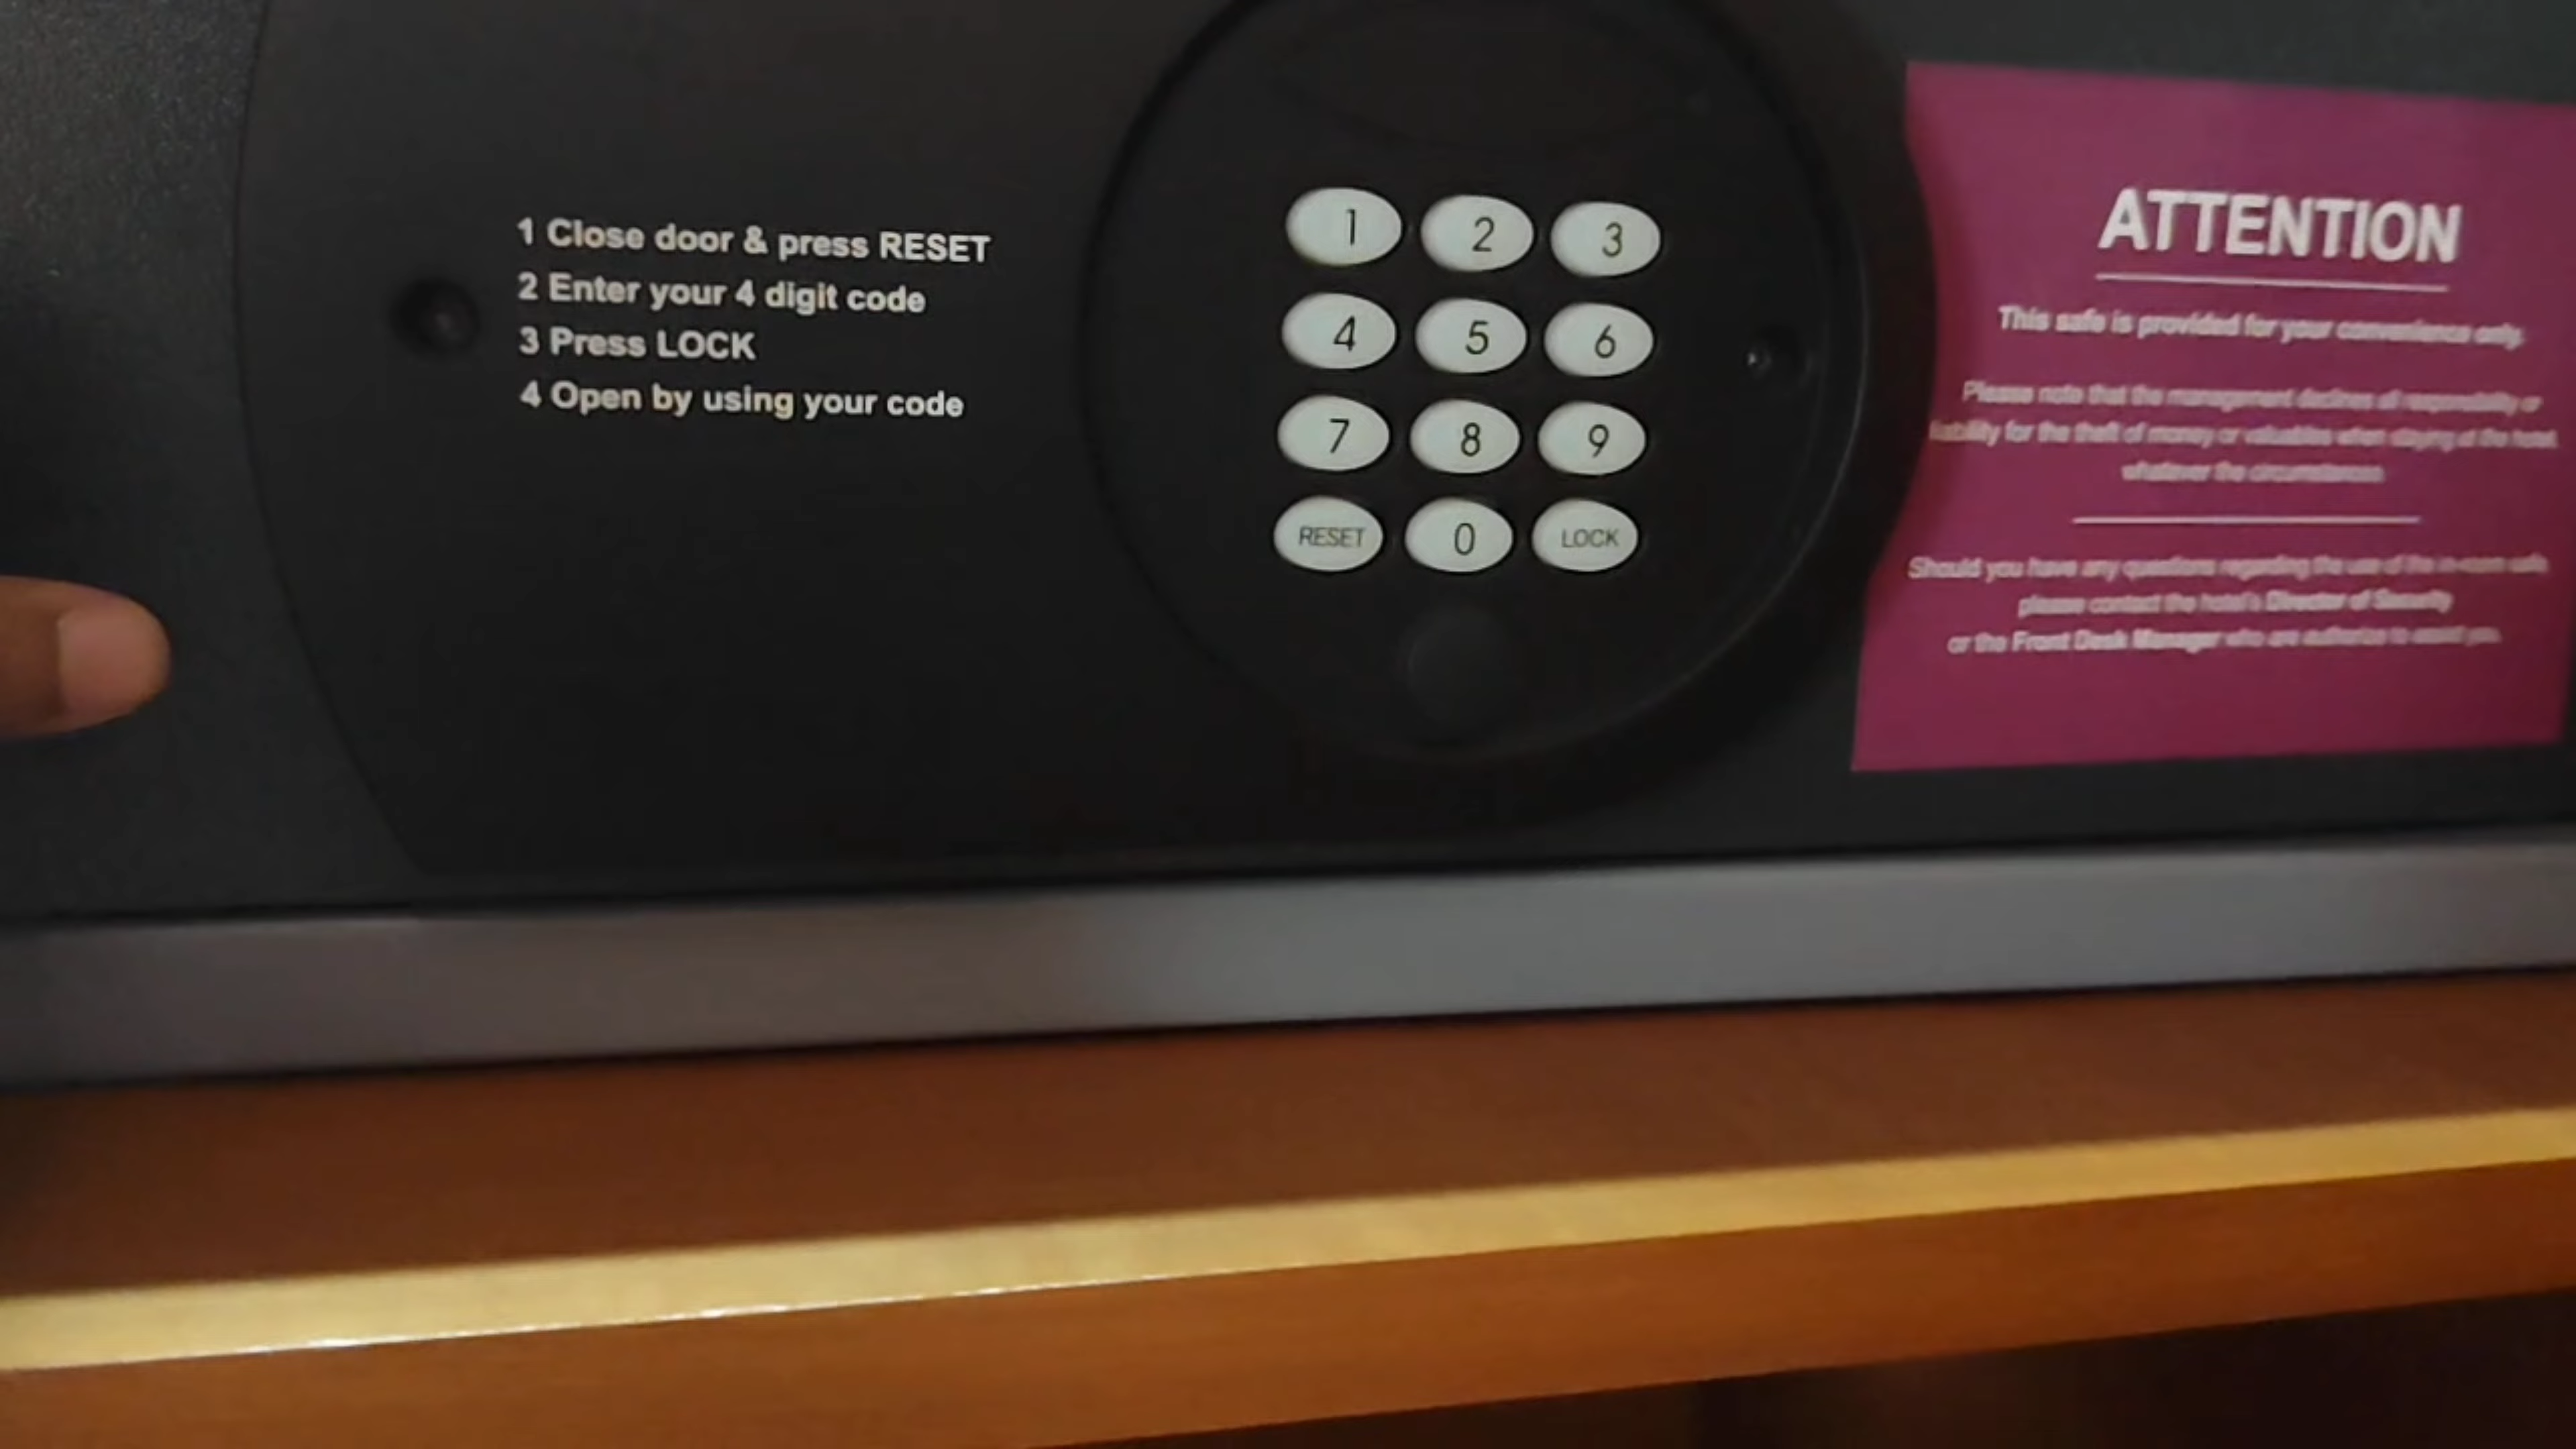 1 Close door & press RESET
2 Enter your 4 digit code
3 Press LOCK
4 Open by using your code
1 2 3
4 5 6
7 8 9
RESET 0 LOCK
ATTENTION
This safe is provided for your convenience only.
Please note that the management declines all responsibility or
liability for the theft of money or valuables when staying at the hotel,
whatever the circumstances.
Should you have any questions regarding the use of the in-room safe,
please contact the hotel's Director of Security
or the Front Desk Manager who are authorize to assist you.